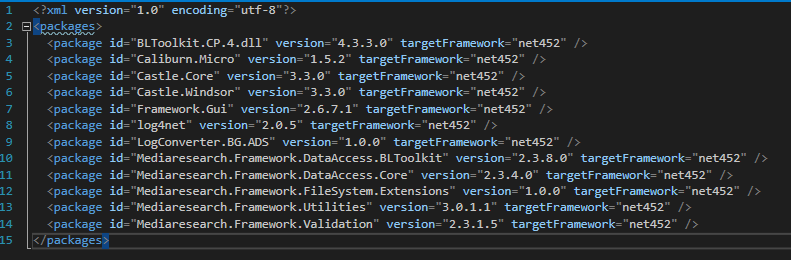 1 <?xml version="1.0" encoding="utf-8"?>
2 <packages>
3 <package id="BLToolkit.CP.4.dll" version="4.3.3.0" targetFramework="net452" />
4 <package id="Caliburn.Micro" version="1.5.2" targetFramework="net452" />
5 <package id="Castle.Core" version="3.3.0" targetFramework="net452" />
6 <package id="Castle.Windsor" version="3.3.0" targetFramework="net452" />
7 <package id="Framework.Gui" version="2.6.7.1" targetFramework="net452" />
8 <package id="log4net" version="2.0.5" targetFramework="net452" />
9 <package id="LogConverter.BG.ADS" version="1.0.0" targetFramework="net452" />
10 <package id="Mediaresearch.Framework.DataAccess.BLToolkit" version="2.3.8.0" targetFramework="net452" />
11 <package id="Mediaresearch.Framework.DataAccess.Core" version="2.3.4.0" targetFramework="net452" />
12 <package id="Mediaresearch.Framework.FileSystem.Extensions" version="1.0.0" targetFramework="net452" />
13 <package id="Mediaresearch.Framework.Utilities" version="3.0.1.1" targetFramework="net452" />
14 <package id="Mediaresearch.Framework.Validation" version="2.3.1.5" targetFramework="net452" />
15 </packages>